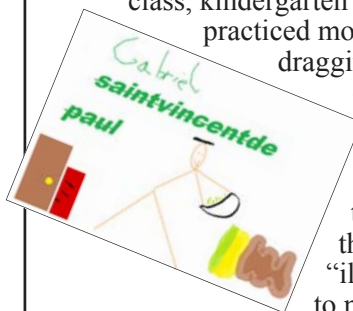 class, kindergarten
practiced mo
draggi
Gabriel
saintvincentde
paul
th
"il
to